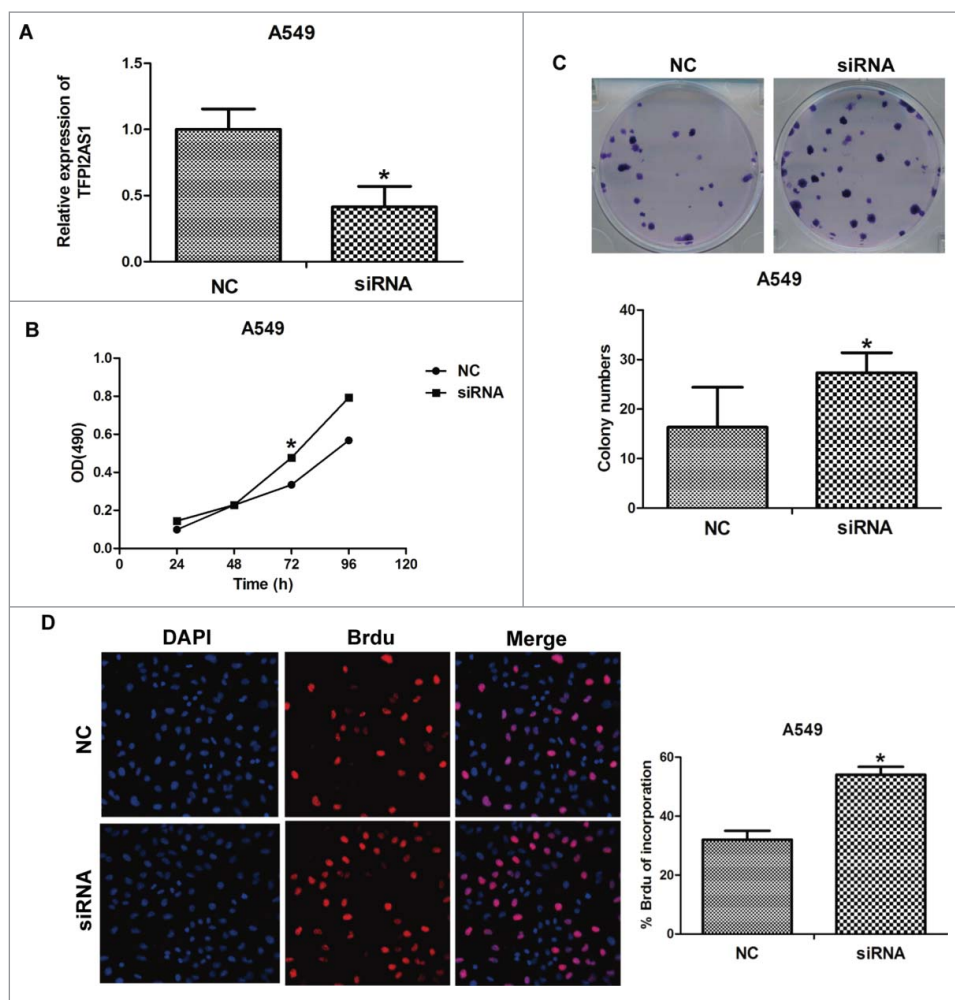 A
A549
Relative expression of
TFPI2AS1
1.5
1.0
0.5
0.0
*
NC
siRNA
B
A549
OD(490)
1.0
0.8
0.6
0.4
0.2
0.0
*
NC
siRNA
0 24 48 72 96 120
Time (h)
C
NC siRNA
A549
Colony numbers
40
30
20
10
0
*
NC siRNA
D
DAPI Brdu Merge
NC
siRNA
A549
% Brdu of incorporation
60
40
20
0
*
NC siRNA